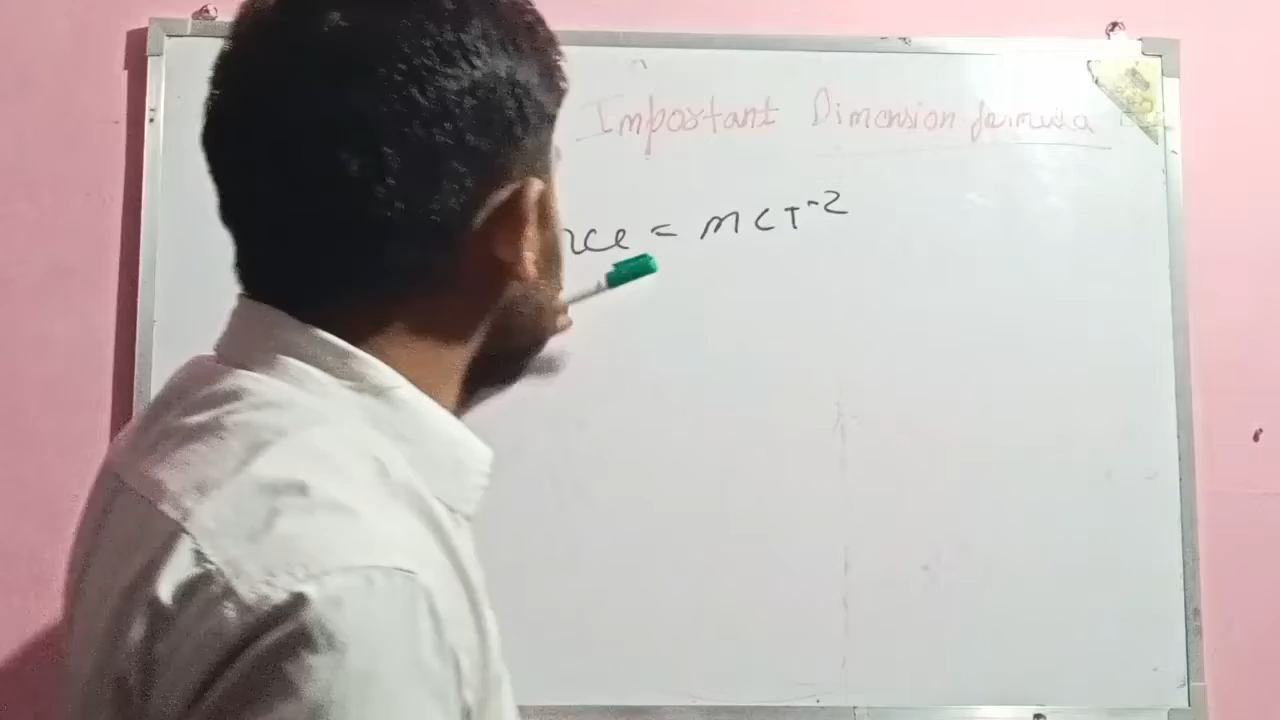 Important Dimension formula
rce = MLT-2